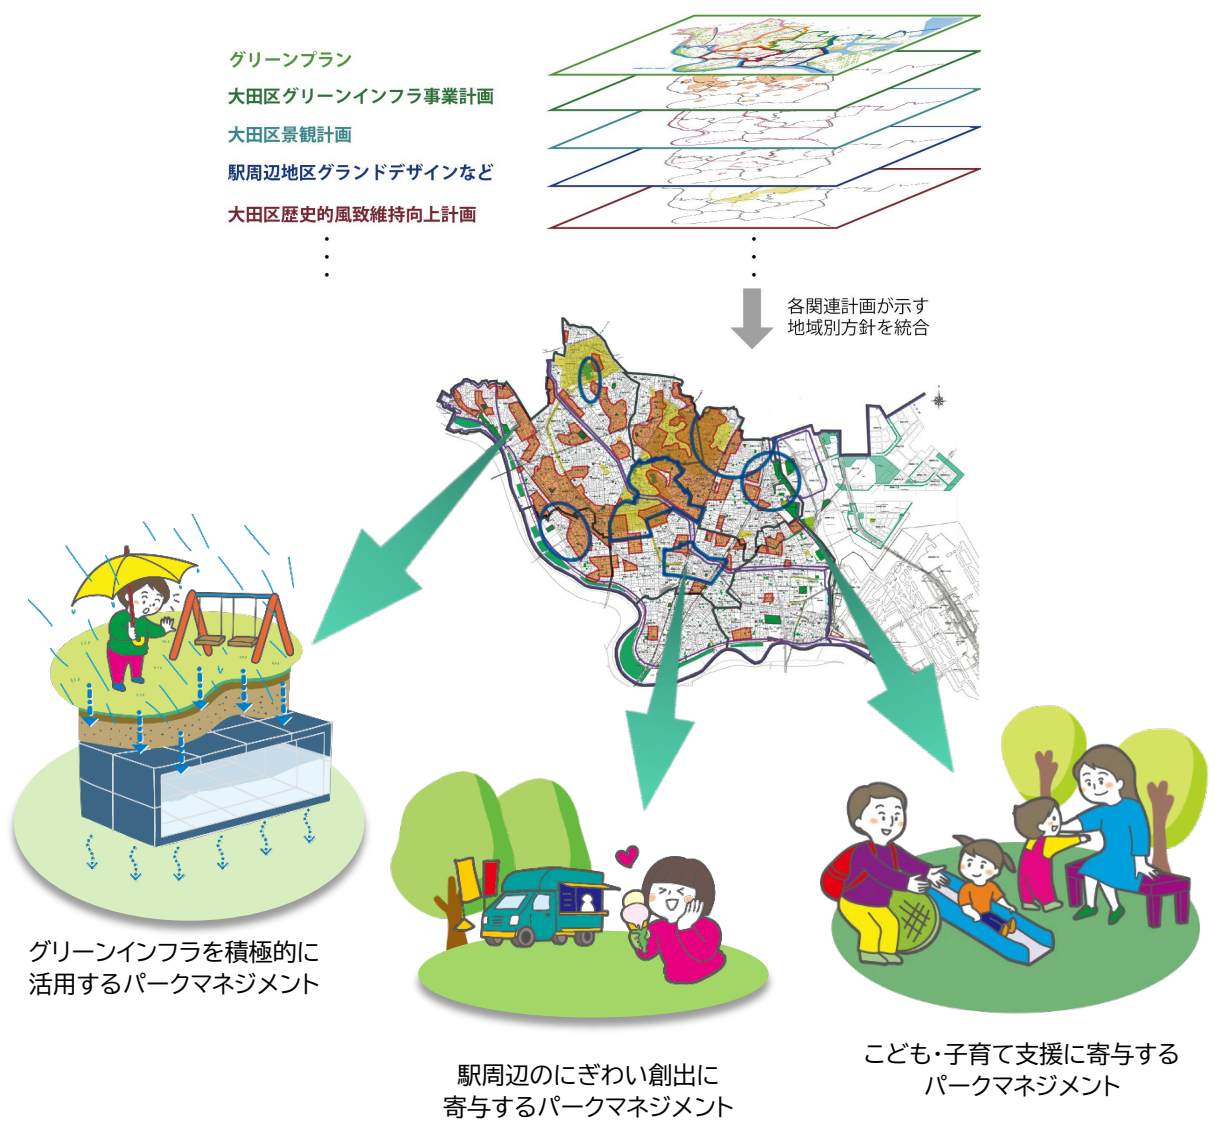 グリーンプラン
大田区グリーンインフラ事業計画
大田区景観計画
駅周辺地区グランドデザインなど
大田区歴史的風致維持向上計画
各関連計画が示す
地域別方針を統合
グリーンインフラを積極的に
活用するパークマネジメント
駅周辺のにぎわい創出に
寄与するパークマネジメント
こども・子育て支援に寄与する
パークマネジメント